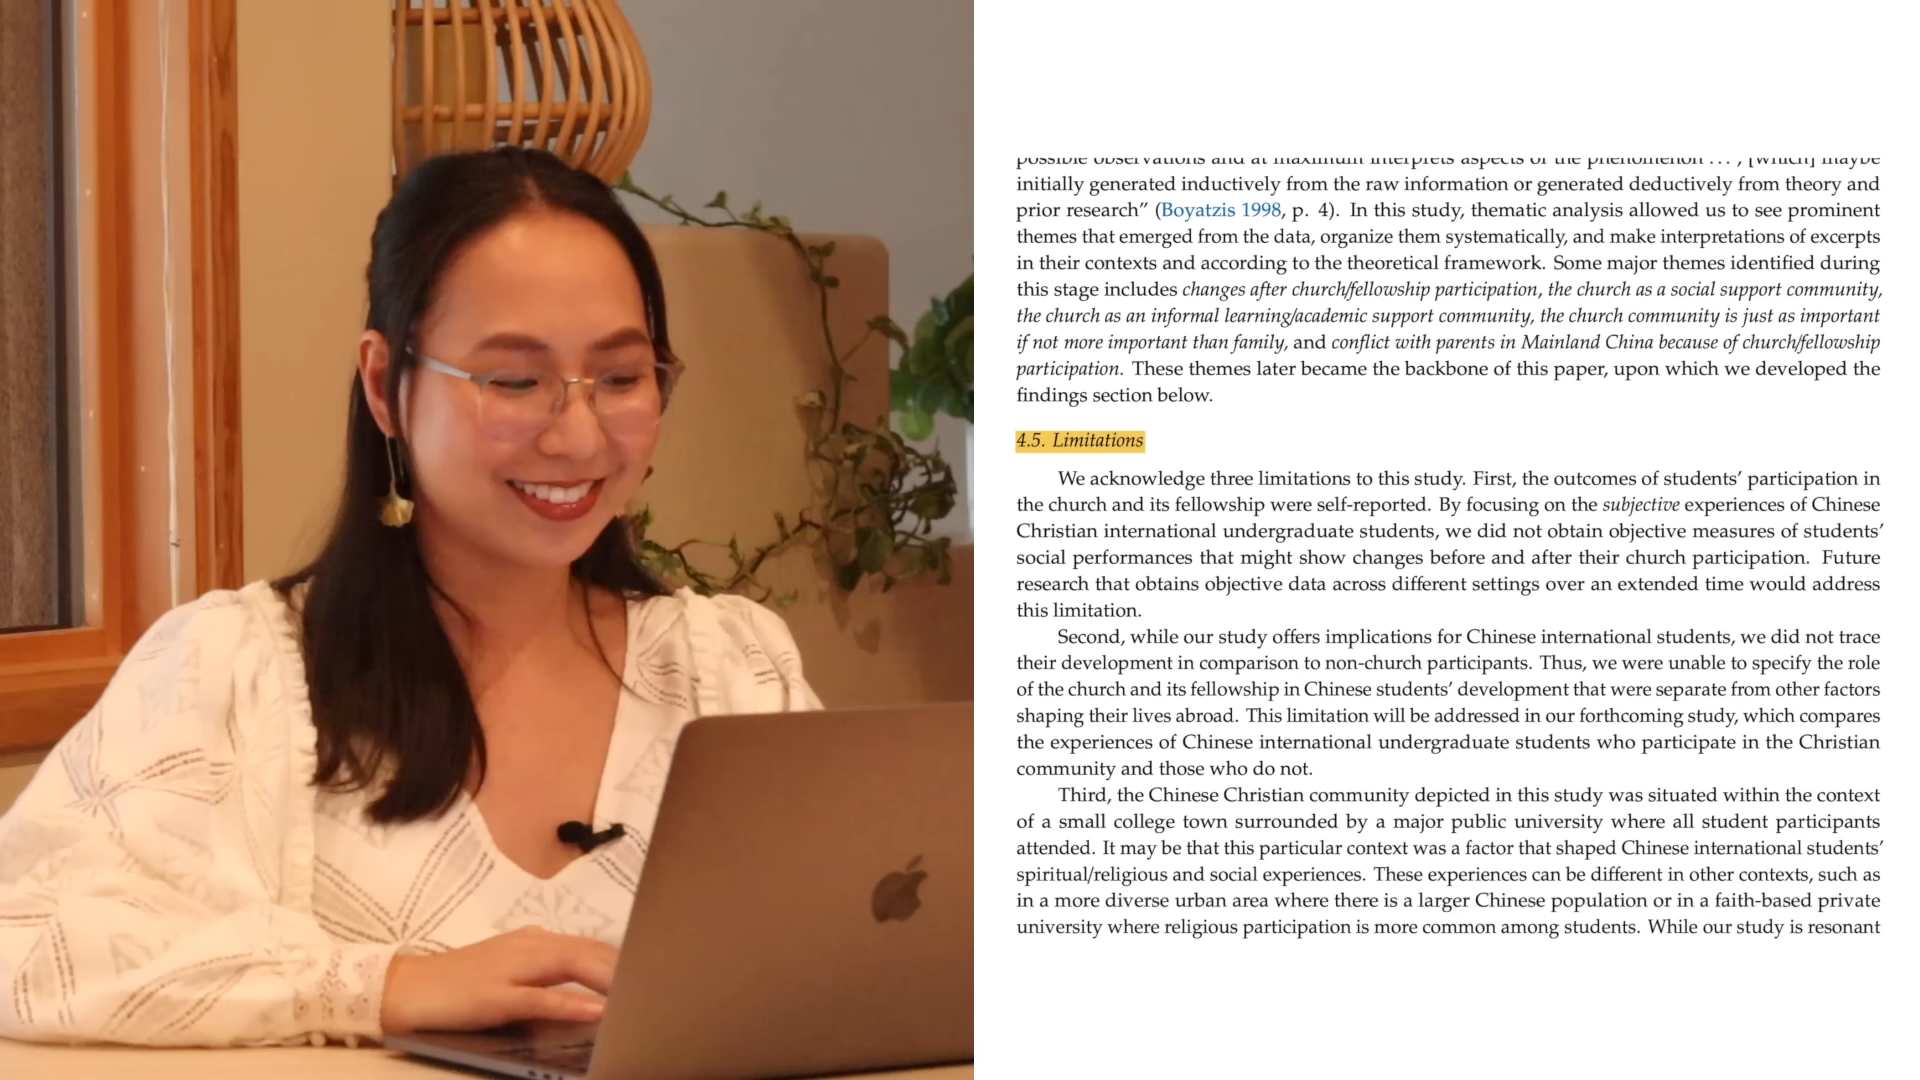 possible observations and at maximum interprets aspects of the phenomenon . . . , [which] maybe
initially generated inductively from the raw information or generated deductively from theory and
prior research” (Boyatzis 1998, p. 4). In this study, thematic analysis allowed us to see prominent
themes that emerged from the data, organize them systematically, and make interpretations of excerpts
in their contexts and according to the theoretical framework. Some major themes identified during
this stage includes changes after church/fellowship participation, the church as a social support community,
the church as an informal learning/academic support community, the church community is just as important
if not more important than family, and conflict with parents in Mainland China because of church/fellowship
participation. These themes later became the backbone of this paper, upon which we developed the
findings section below.
4.5. Limitations
We acknowledge three limitations to this study. First, the outcomes of students’ participation in
the church and its fellowship were self-reported. By focusing on the subjective experiences of Chinese
Christian international undergraduate students, we did not obtain objective measures of students’
social performances that might show changes before and after their church participation. Future
research that obtains objective data across different settings over an extended time would address
this limitation.
Second, while our study offers implications for Chinese international students, we did not trace
their development in comparison to non-church participants. Thus, we were unable to specify the role
of the church and its fellowship in Chinese students’ development that were separate from other factors
shaping their lives abroad. This limitation will be addressed in our forthcoming study, which compares
the experiences of Chinese international undergraduate students who participate in the Christian
community and those who do not.
Third, the Chinese Christian community depicted in this study was situated within the context
of a small college town surrounded by a major public university where all student participants
attended. It may be that this particular context was a factor that shaped Chinese international students’
spiritual/religious and social experiences. These experiences can be different in other contexts, such as
in a more diverse urban area where there is a larger Chinese population or in a faith-based private
university where religious participation is more common among students. While our study is resonant